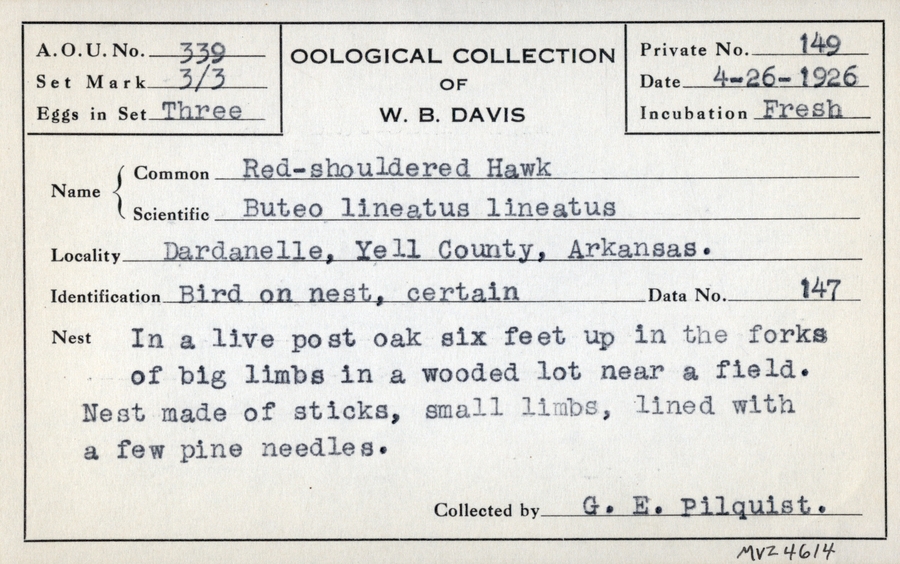 A.O.U. No. 339
Set Mark 3/3
Eggs in Set Three
OOLOGICAL COLLECTION
OF
W. B. DAVIS
Private No. 149
Date 4-26-1926
Incubation Fresh
Name
Common Red-shouldered Hawk
Scientific Buteo lineatus lineatus
Locality Dardanelle, Yell County, Arkansas.
Identification Bird on nest, certain Data No. 147
Nest In a live post oak six feet up in the forks
of big limbs in a wooded lot near a field.
Nest made of sticks, small limbs, lined with
a few pine needles.
Collected by G. E. Pilquist.
MVZ 4614